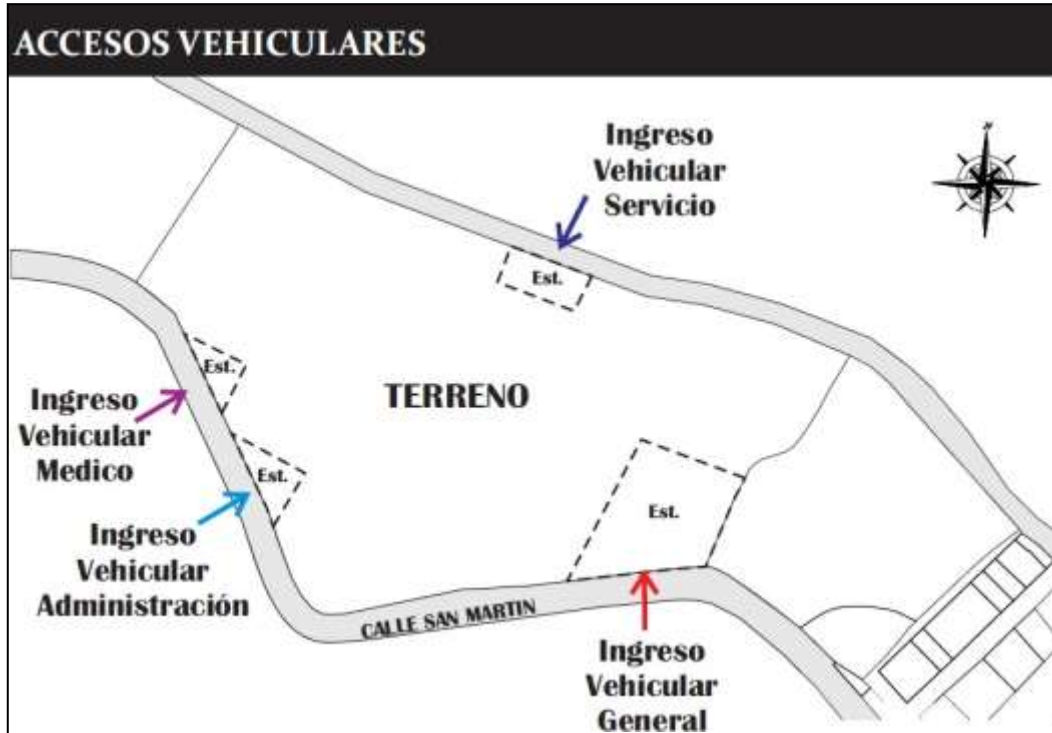 ACCESOS VEHICULARES
Ingreso
Vehicular
Servicio
N
Est.
Est.
TERRENO
Ingreso
Vehicular
Medico
Est.
Est.
Ingreso
Vehicular
Administración
CALLE SAN MARTIN
Ingreso
Vehicular
General